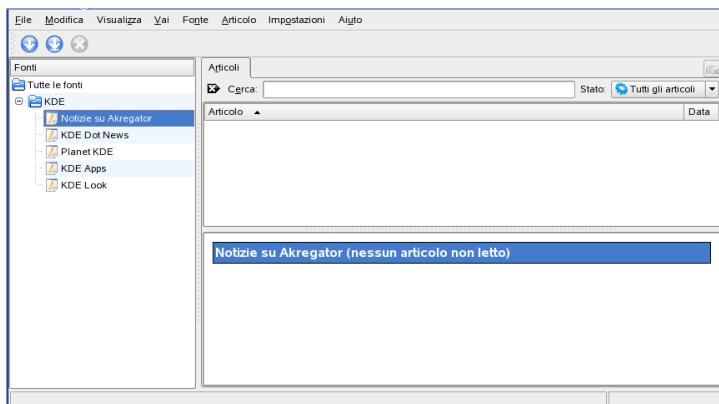 File Modifica Visualizza Vai Fonte Articolo Impostazioni Aiuto
Fonti
Tutte le fonti
KDE
Notizie su Akregator
KDE Dot News
Planet KDE
KDE Apps
KDE Look
Articoli
Cerca: Stato: Tutti gli articoli
Articolo Data
Notizie su Akregator (nessun articolo non letto)